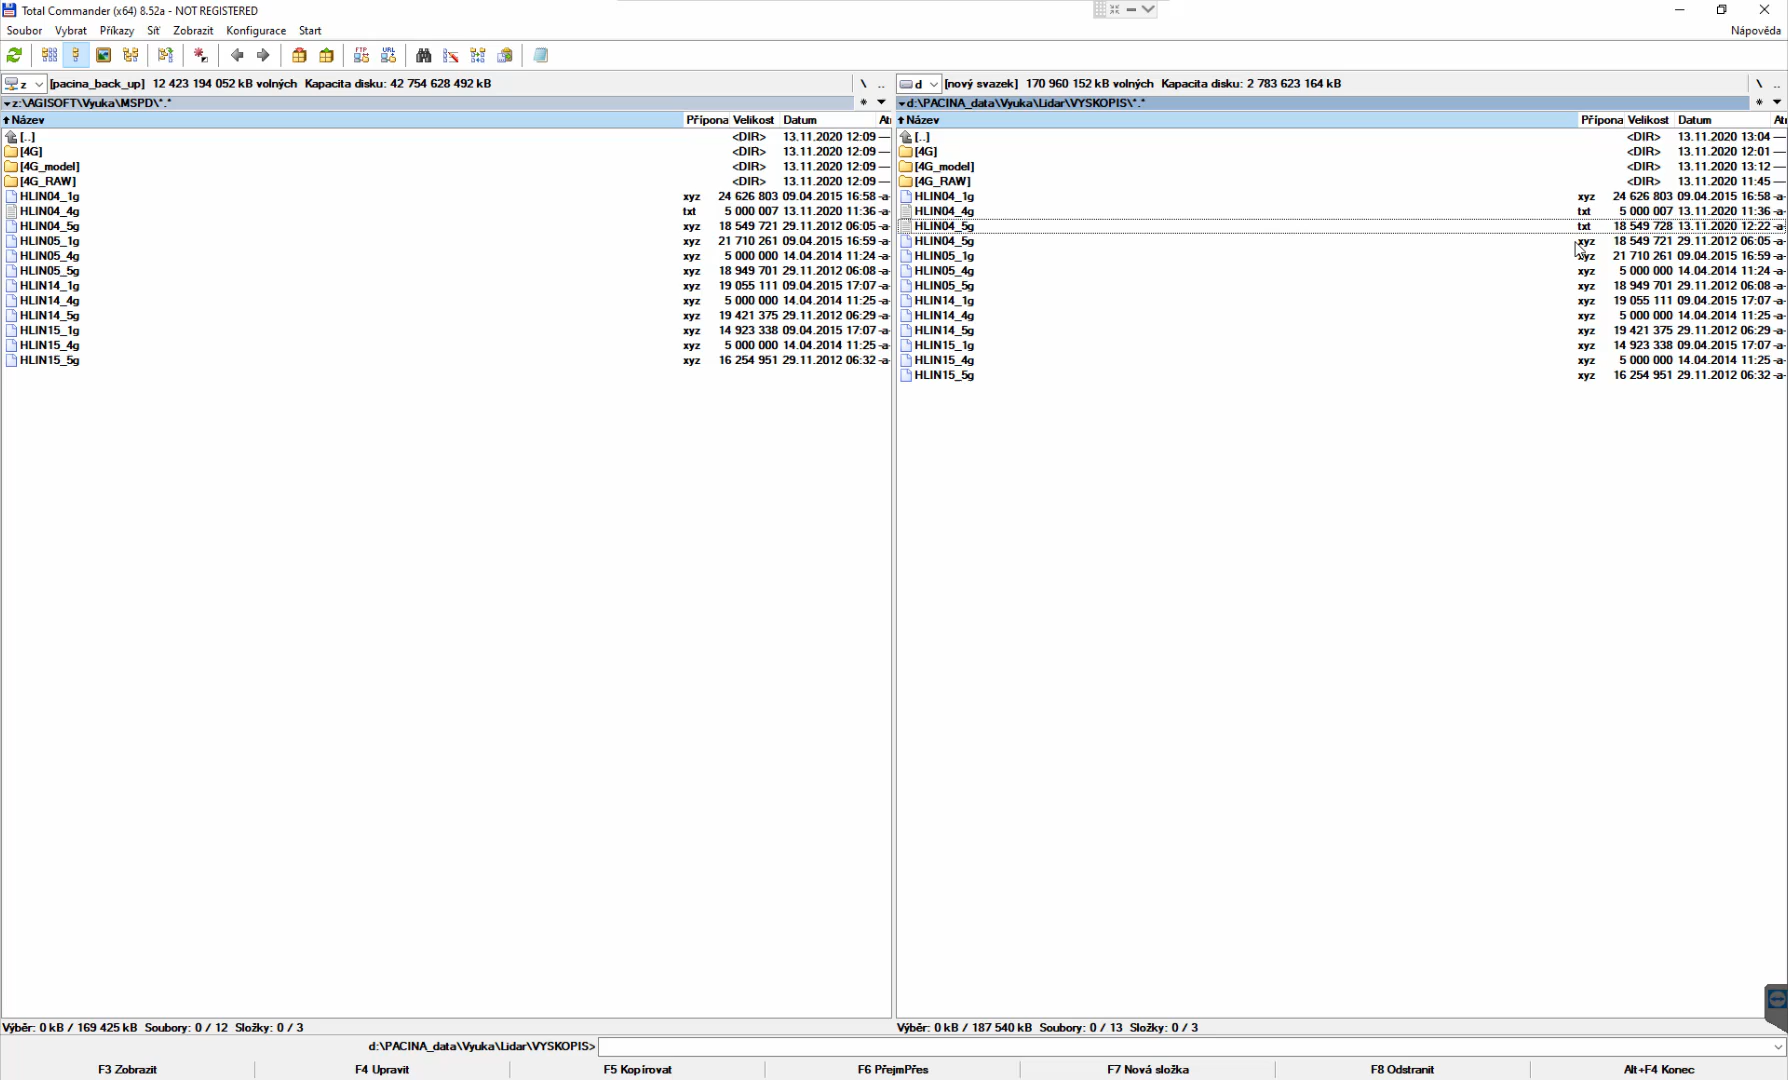 Total Commander (x64) 8.52a - NOT REGISTERED
Soubor Vybrat Příkazy Síť Zobrazit Konfigurace Start Nápověda
FTP URL
z [pacina_back_up] 12 423 194 052 kB volných Kapacita disku: 42 754 628 492 kB \ ..
z:\AGISOFT\Vyuka\MSPD\*.* * 
Název Přípona Velikost Datum At
[..] <DIR> 13.11.2020 12:09 —
[4G] <DIR> 13.11.2020 12:09 —
[4G_model] <DIR> 13.11.2020 12:09 —
[4G_RAW] <DIR> 13.11.2020 12:09 —
HLIN04_1g xyz 24 626 803 09.04.2015 16:58 -a-
HLIN04_4g txt 5 000 007 13.11.2020 11:36 -a-
HLIN04_5g xyz 18 549 721 29.11.2012 06:05 -a-
HLIN05_1g xyz 21 710 261 09.04.2015 16:59 -a-
HLIN05_4g xyz 5 000 000 14.04.2014 11:24 -a-
HLIN05_5g xyz 18 949 701 29.11.2012 06:08 -a-
HLIN14_1g xyz 19 055 111 09.04.2015 17:07 -a-
HLIN14_4g xyz 5 000 000 14.04.2014 11:25 -a-
HLIN14_5g xyz 19 421 375 29.11.2012 06:29 -a-
HLIN15_1g xyz 14 923 338 09.04.2015 17:07 -a-
HLIN15_4g xyz 5 000 000 14.04.2014 11:25 -a-
HLIN15_5g xyz 16 254 951 29.11.2012 06:32 -a-
Výběr: 0 kB / 169 425 kB Soubory: 0 / 12 Složky: 0 / 3
d [nový svazek] 170 960 152 kB volných Kapacita disku: 2 783 623 164 kB \ ..
d:\PACINA_data\Vyuka\Lidar\VYSKOPIS\*.* *
Název Přípona Velikost Datum At
[..] <DIR> 13.11.2020 13:04 —
[4G] <DIR> 13.11.2020 12:01 —
[4G_model] <DIR> 13.11.2020 13:12 —
[4G_RAW] <DIR> 13.11.2020 11:45 —
HLIN04_1g xyz 24 626 803 09.04.2015 16:58 -a-
HLIN04_4g txt 5 000 007 13.11.2020 11:36 -a-
HLIN04_5g txt 18 549 728 13.11.2020 12:22 -a-
HLIN04_5g xyz 18 549 721 29.11.2012 06:05 -a-
HLIN05_1g xyz 21 710 261 09.04.2015 16:59 -a-
HLIN05_4g xyz 5 000 000 14.04.2014 11:24 -a-
HLIN05_5g xyz 18 949 701 29.11.2012 06:08 -a-
HLIN14_1g xyz 19 055 111 09.04.2015 17:07 -a-
HLIN14_4g xyz 5 000 000 14.04.2014 11:25 -a-
HLIN14_5g xyz 19 421 375 29.11.2012 06:29 -a-
HLIN15_1g xyz 14 923 338 09.04.2015 17:07 -a-
HLIN15_4g xyz 5 000 000 14.04.2014 11:25 -a-
HLIN15_5g xyz 16 254 951 29.11.2012 06:32 -a-
Výběr: 0 kB / 187 540 kB Soubory: 0 / 13 Složky: 0 / 3
d:\PACINA_data\Vyuka\Lidar\VYSKOPIS>
F3 Zobrazit F4 Upravit F5 Kopírovat F6 PřejmPřes F7 Nová složka F8 Odstranit Alt+F4 Konec